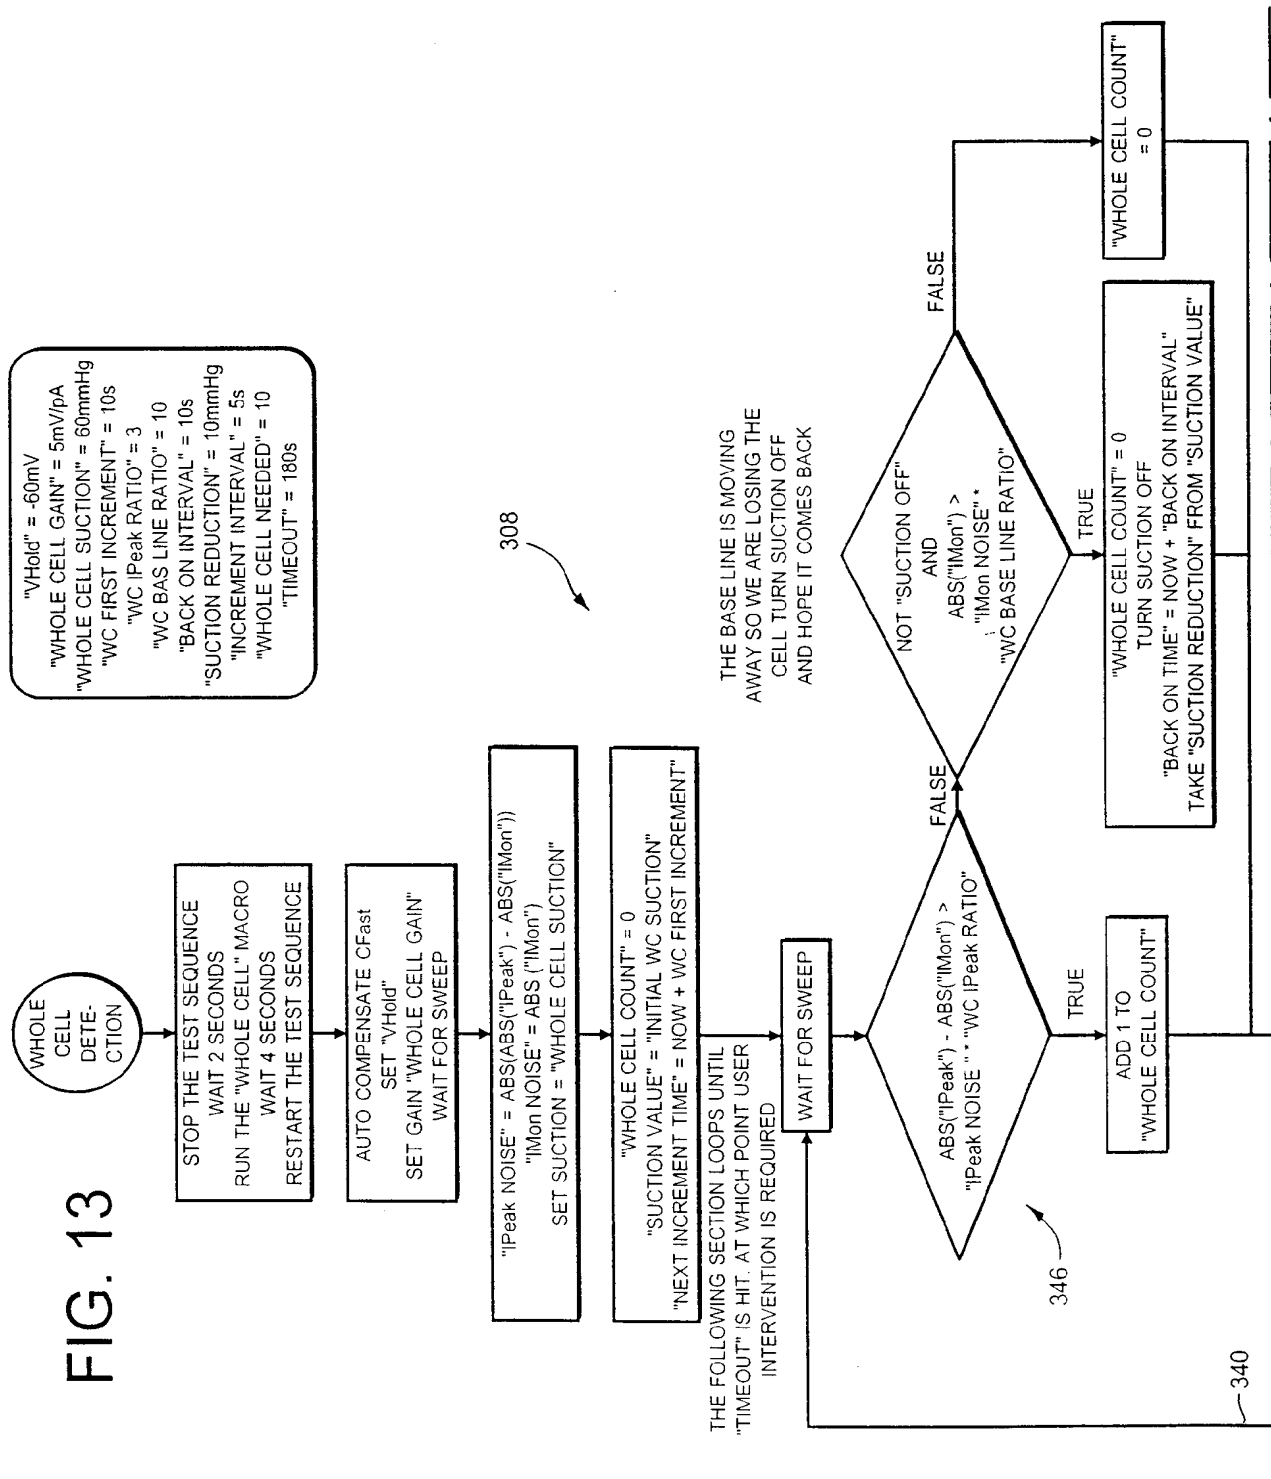 FIG. 13
WHOLE
CELL
DETE-
CTION
"VHold" = -60mV
"WHOLE CELL GAIN" = 5mV/pA
"WHOLE CELL SUCTION" = 60mmHg
"WC FIRST INCREMENT" = 10s
"WC IPeak RATIO" = 3
"WC BAS LINE RATIO" = 10
"BACK ON INTERVAL" = 10s
"SUCTION REDUCTION" = 10mmHg
"INCREMENT INTERVAL" = 5s
"WHOLE CELL NEEDED" = 10
"TIMEOUT" = 180s
STOP THE TEST SEQUENCE
WAIT 2 SECONDS
RUN THE "WHOLE CELL" MACRO
WAIT 4 SECONDS
RESTART THE TEST SEQUENCE
AUTO COMPENSATE CFast
SET "VHold"
SET GAIN "WHOLE CELL GAIN"
WAIT FOR SWEEP
"IPeak NOISE" = ABS(ABS("IPeak") - ABS("IMon"))
"IMon NOISE" = ABS ("IMon")
SET SUCTION = "WHOLE CELL SUCTION"
308
"WHOLE CELL COUNT" = 0
"SUCTION VALUE" = "INITIAL WC SUCTION"
"NEXT INCREMENT TIME" = NOW + WC FIRST INCREMENT"
THE FOLLOWING SECTION LOOPS UNTIL
"TIMEOUT" IS HIT. AT WHICH POINT USER
INTERVENTION IS REQUIRED
WAIT FOR SWEEP
THE BASE LINE IS MOVING
AWAY SO WE ARE LOSING THE
CELL TURN SUCTION OFF
AND HOPE IT COMES BACK
ABS("IPeak") - ABS("IMon") >
"IPeak NOISE" * "WC IPeak RATIO"
FALSE
NOT "SUCTION OFF"
AND
ABS("IMon") >
"IMon NOISE" *
"WC BASE LINE RATIO"
FALSE
346
TRUE
TRUE
ADD 1 TO
"WHOLE CELL COUNT"
"WHOLE CELL COUNT" = 0
TURN SUCTION OFF
"BACK ON TIME" = NOW + "BACK ON INTERVAL"
TAKE "SUCTION REDUCTION" FROM "SUCTION VALUE"
"WHOLE CELL COUNT"
= 0
340